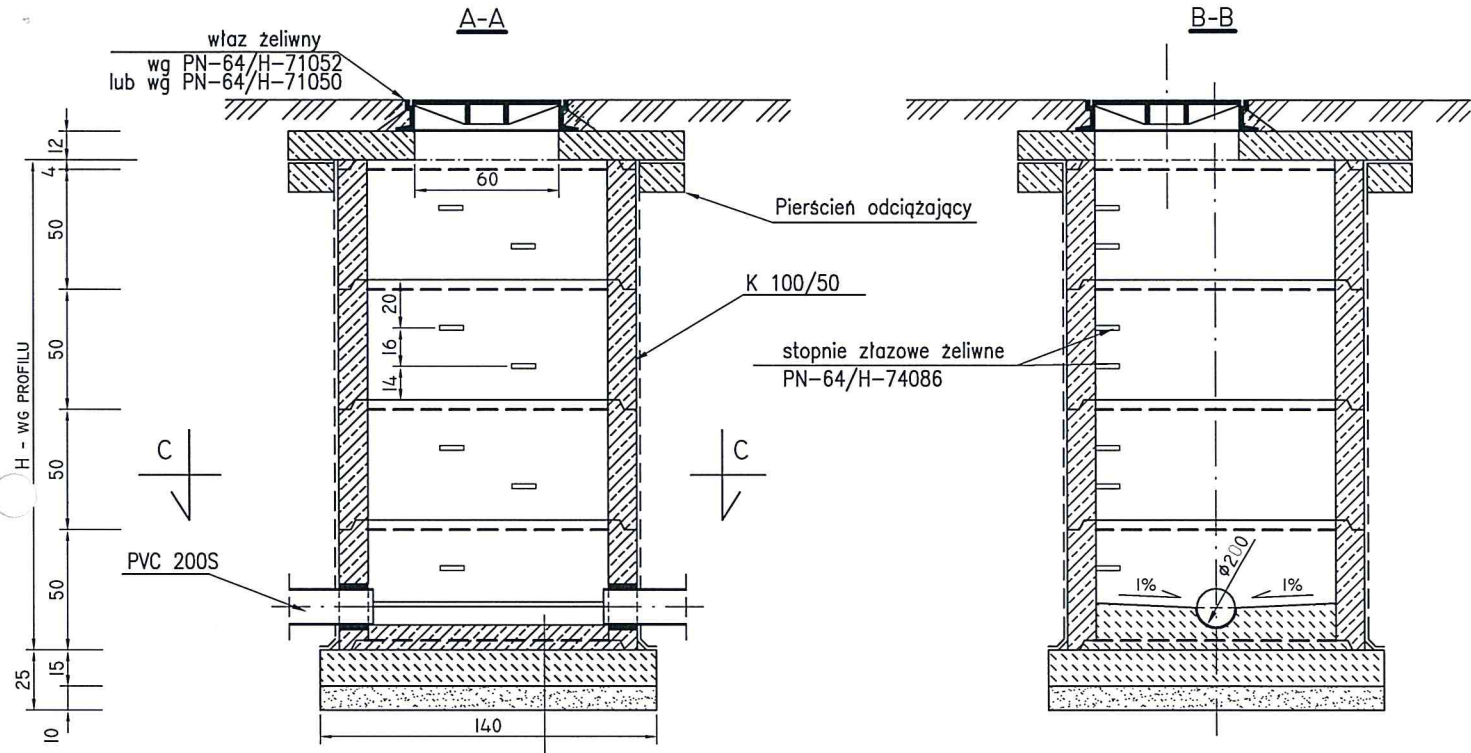 A-A
B-B
właz żeliwny
wg PN-64/H-71052
lub wg PN-64/H-71050
12
4
60
50
Pierścień odciążający
K 100/50
20
50
16
stopnie złazowe żeliwne
14
PN-64/H-74086
H - WG PROFILU
C
C
50
PVC 200S
50
1%
ø200
1%
25
15
10
140